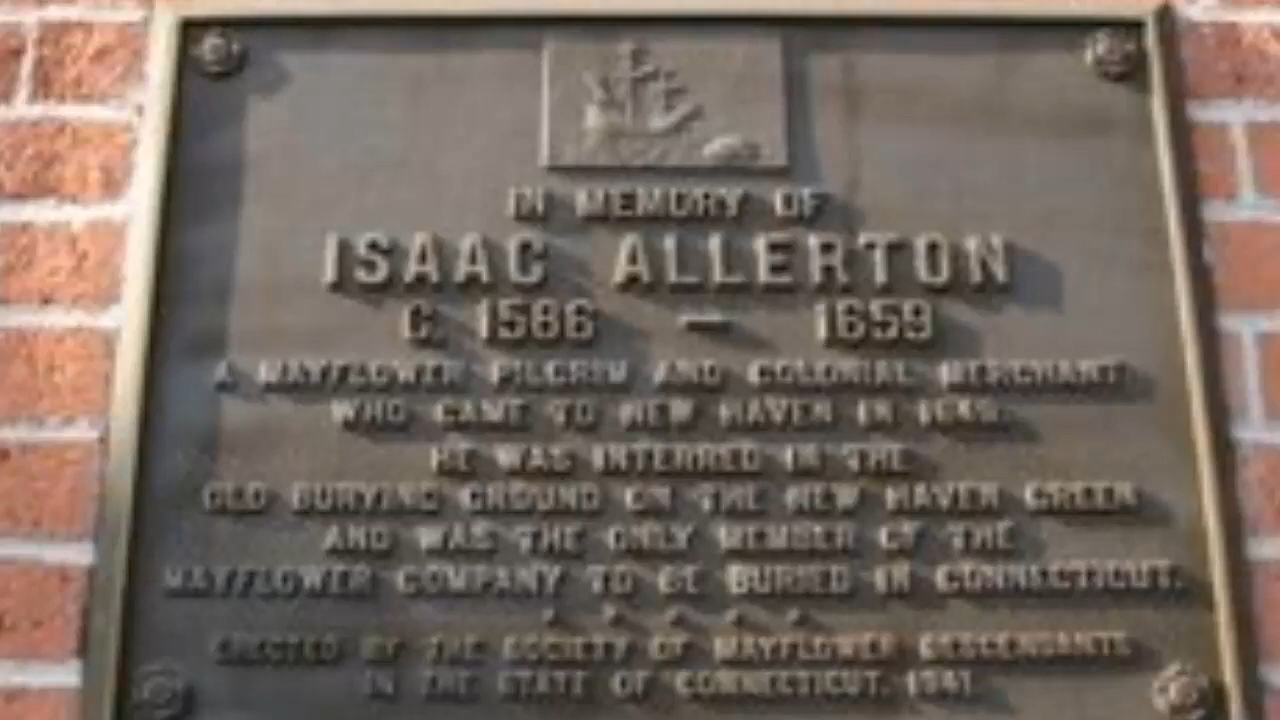 IN MEMORY OF
ISAAC ALLERTON
C. 1586 — 1659
A MAYFLOWER PILGRIM AND COLONIAL MERCHANT
WHO CAME TO NEW HAVEN IN
HE WAS INTERRED IN THE
OLD BURYING GROUND ON THE NEW HAVEN GREEN
AND WAS THE ONLY MEMBER OF THE
MAYFLOWER COMPANY TO BE BURIED IN CONNECTICUT.
ERECTED BY THE SOCIETY OF MAYFLOWER DESCENDANTS
IN THE STATE OF CONNECTICUT,